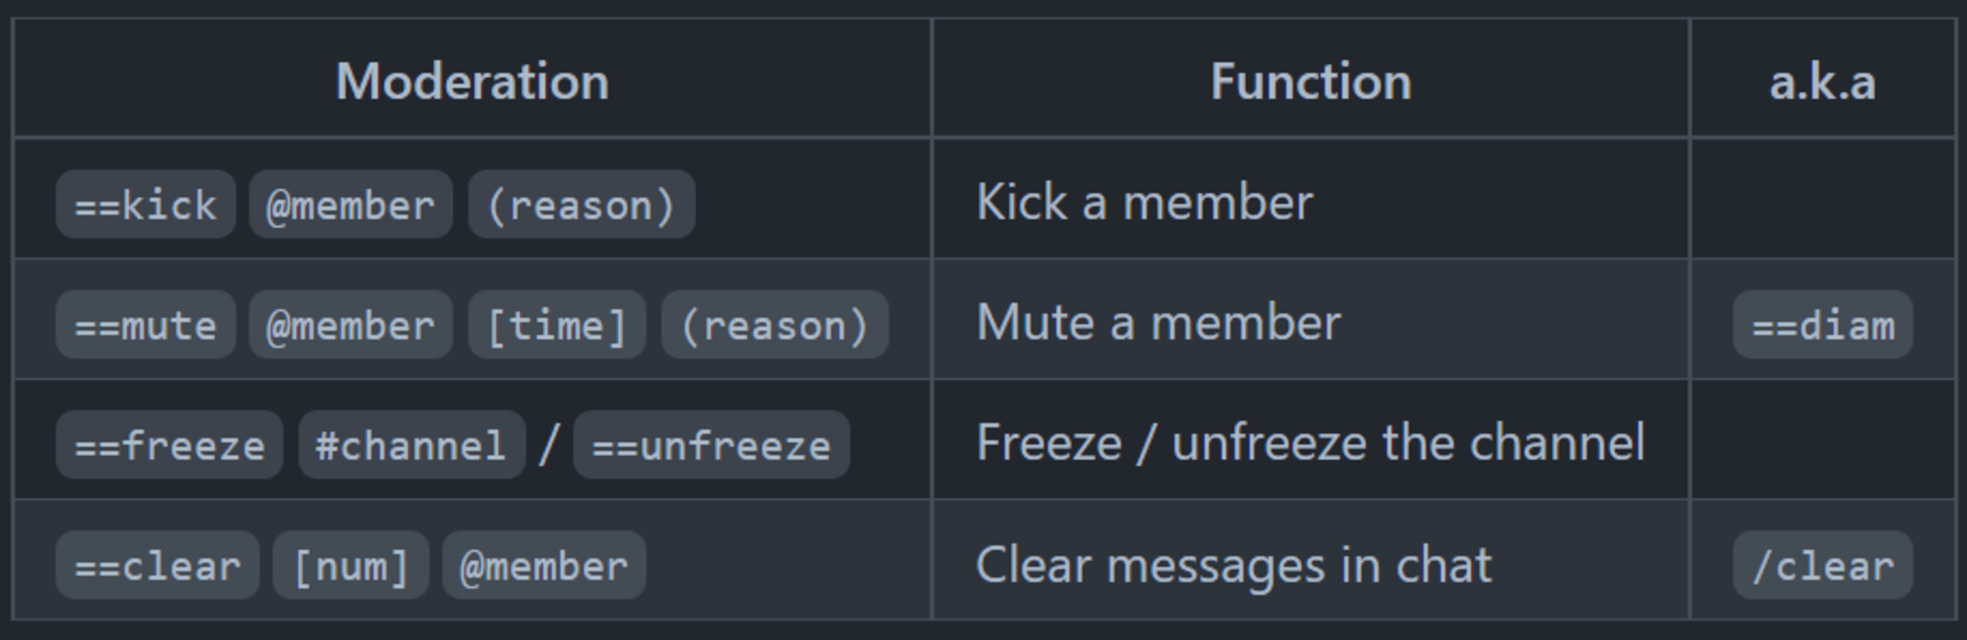 Moderation Function a.k.a
==kick @member (reason) Kick a member
==mute @member [time] (reason) Mute a member ==diam
==freeze #channel / ==unfreeze Freeze / unfreeze the channel
==clear [num] @member Clear messages in chat /clear